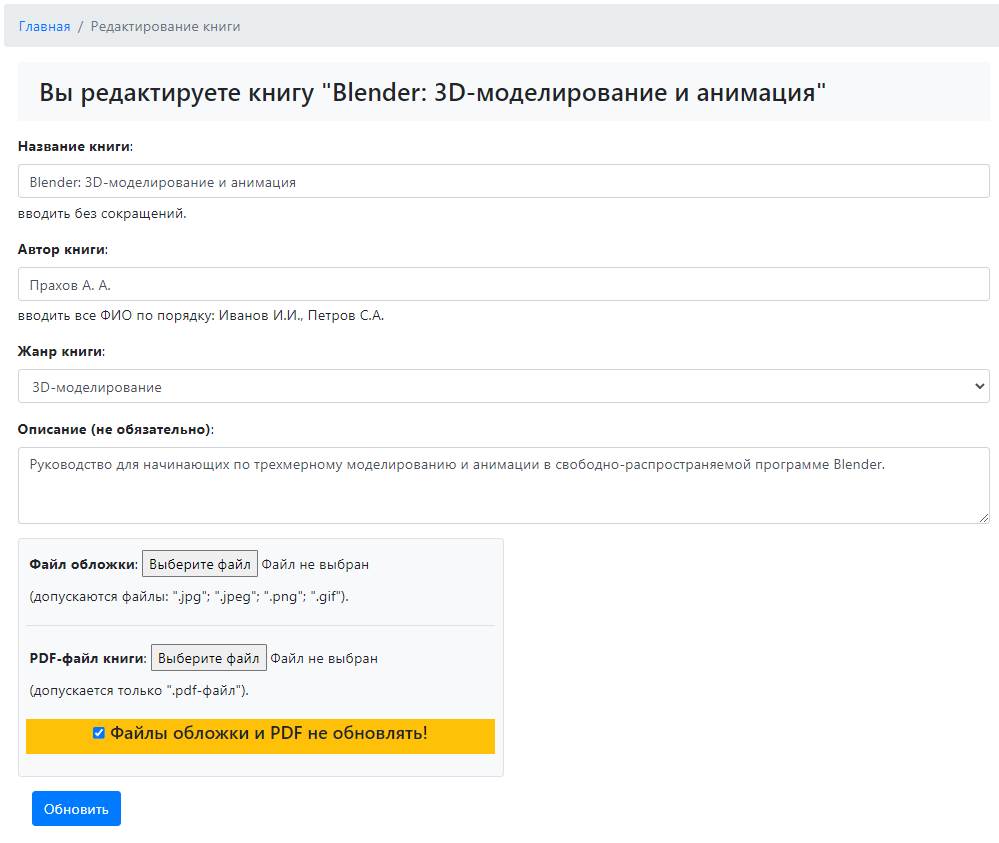 Главная / Редактирование книги
Вы редактируете книгу "Blender: 3D-моделирование и анимация"
Название книги:
Blender: 3D-моделирование и анимация
вводить без сокращений.
Автор книги:
Прахов А. А.
вводить все ФИО по порядку: Иванов И.И., Петров С.А.
Жанр книги:
3D-моделирование
Описание (не обязательно):
Руководство для начинающих по трехмерному моделированию и анимации в свободно-распространяемой программе Blender.
Файл обложки: Выберите файл Файл не выбран
(допускаются файлы: ".jpg"; ".jpeg"; ".png"; ".gif").
PDF-файл книги: Выберите файл Файл не выбран
(допускается только ".pdf-файл").
Файлы обложки и PDF не обновлять!
Обновить